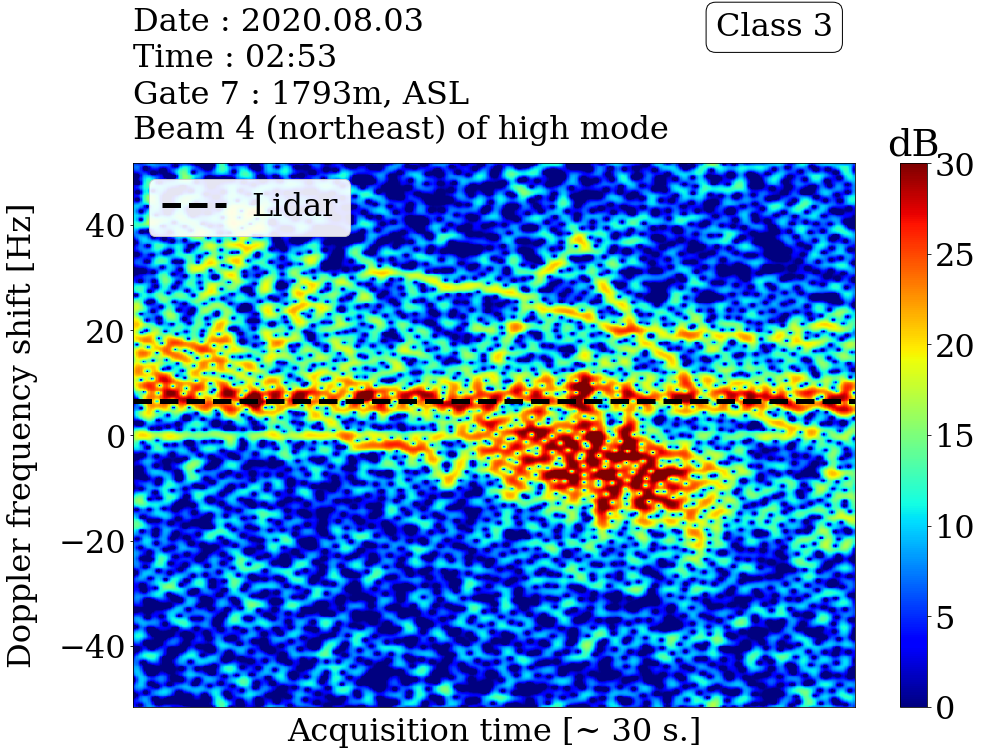 Date : 2020.08.03
Class 3
Time : 02:53
Gate 7 : 1793m, ASL
Beam 4 (northeast) of high mode
dB
Lidar
Doppler frequency shift [Hz]
40
20
0
−20
−40
30
25
20
15
10
5
0
Acquisition time [~ 30 s.]